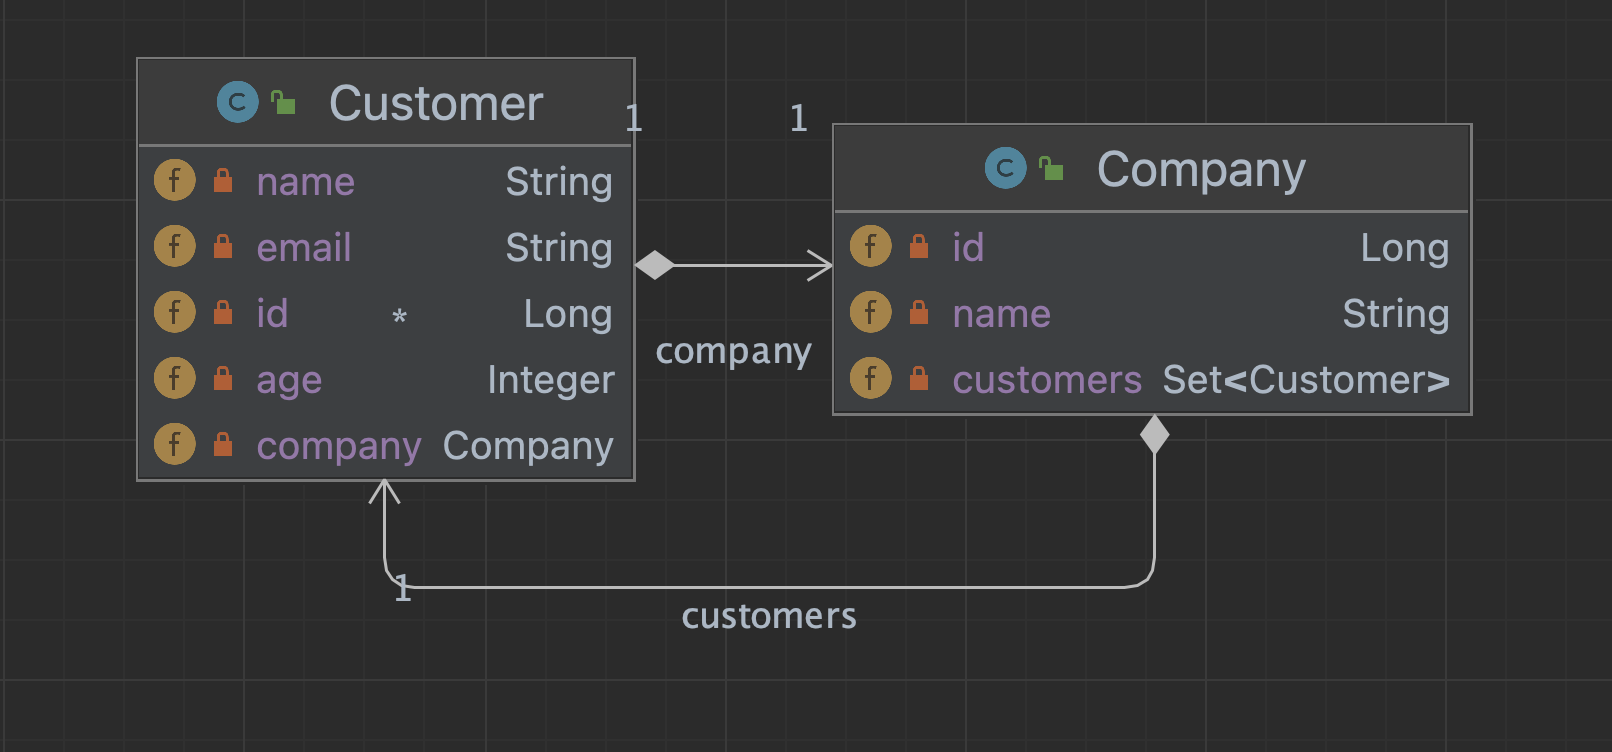 C Customer
1
1
f name String
f email String
f id * Long
f age Integer
f company Company
company
C Company
f id Long
f name String
f customers Set<Customer>
1
customers